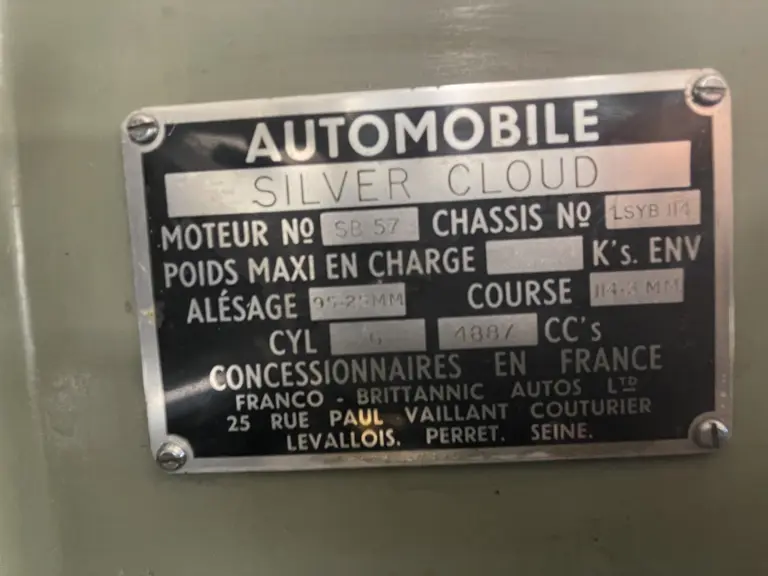 AUTOMOBILE
SILVER CLOUD
MOTEUR Nº SB 57 CHASSIS Nº LSYB 114
POIDS MAXI EN CHARGE K's. ENV
ALÉSAGE 95·25MM COURSE 114·3 MM
CYL 6 4887 CC's
CONCESSIONNAIRES EN FRANCE
FRANCO - BRITTANNIC AUTOS LTD
25 RUE PAUL VAILLANT COUTURIER
LEVALLOIS. PERRET. SEINE.